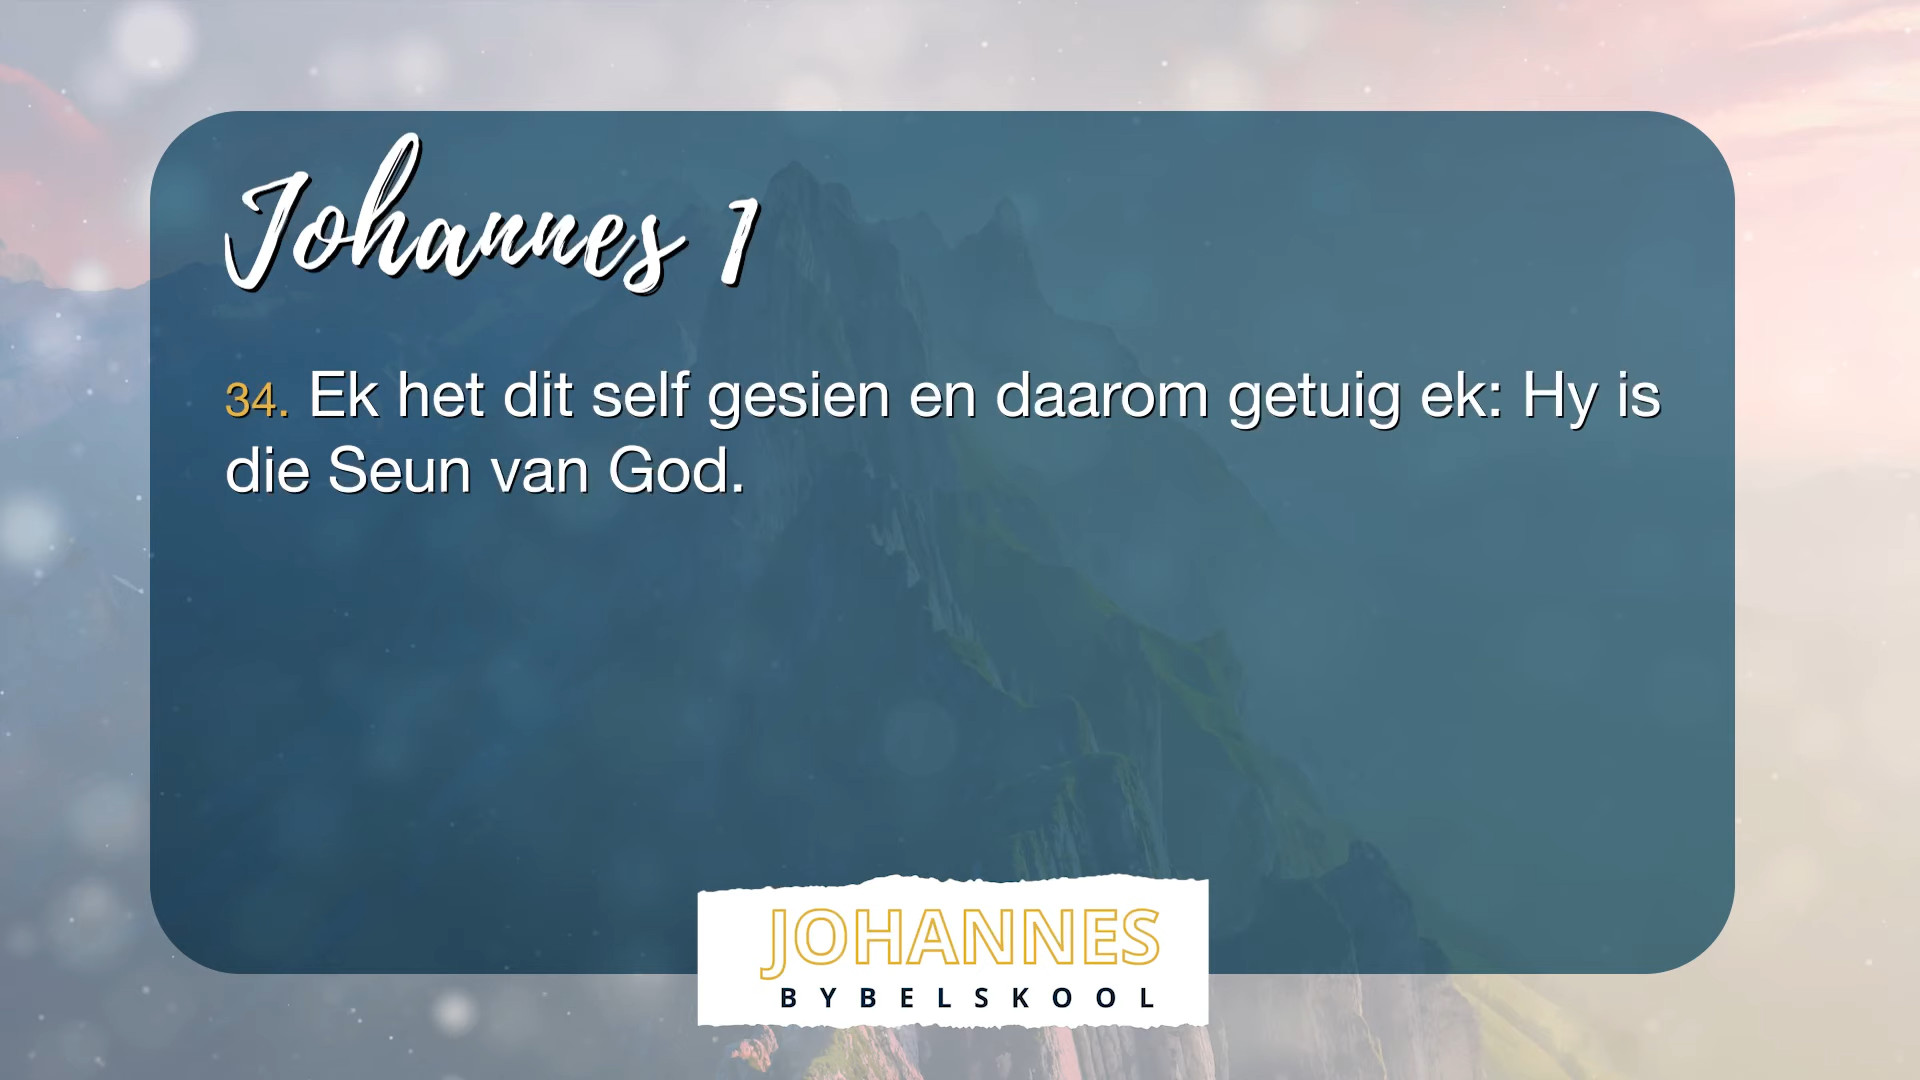 Johannes 1
34. Ek het dit self gesien en daarom getuig ek: Hy is
die Seun van God.
JOHANNES
BYBELSKOOL